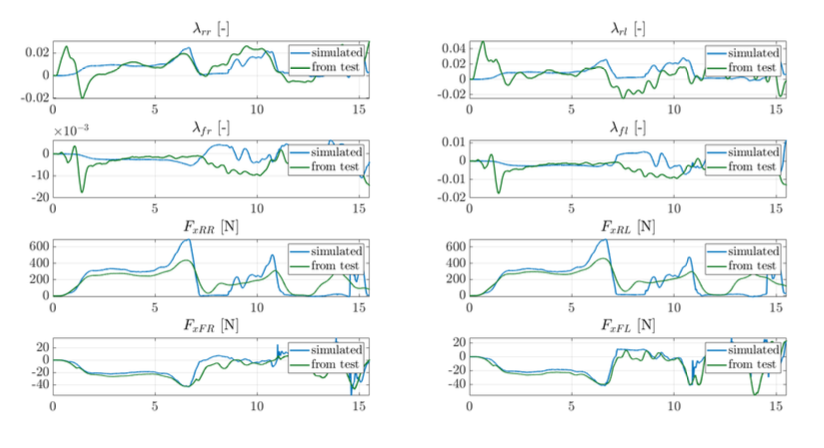 λrr [-]
0.02
0
-0.02
0 5 10 15
simulated
from test
λrl [-]
0.04
0.02
0
-0.02
0 5 10 15
simulated
from test
λfr [-]
×10⁻³
0
-10
-20
0 5 10 15
simulated
from test
λfl [-]
0.01
0
-0.01
-0.02
0 5 10 15
simulated
from test
FxRR [N]
600
400
200
0
0 5 10 15
simulated
from test
FxRL [N]
600
400
200
0
0 5 10 15
simulated
from test
FxFR [N]
20
0
-20
-40
0 5 10 15
simulated
from test
FxFL [N]
20
0
-20
-40
0 5 10 15
simulated
from test